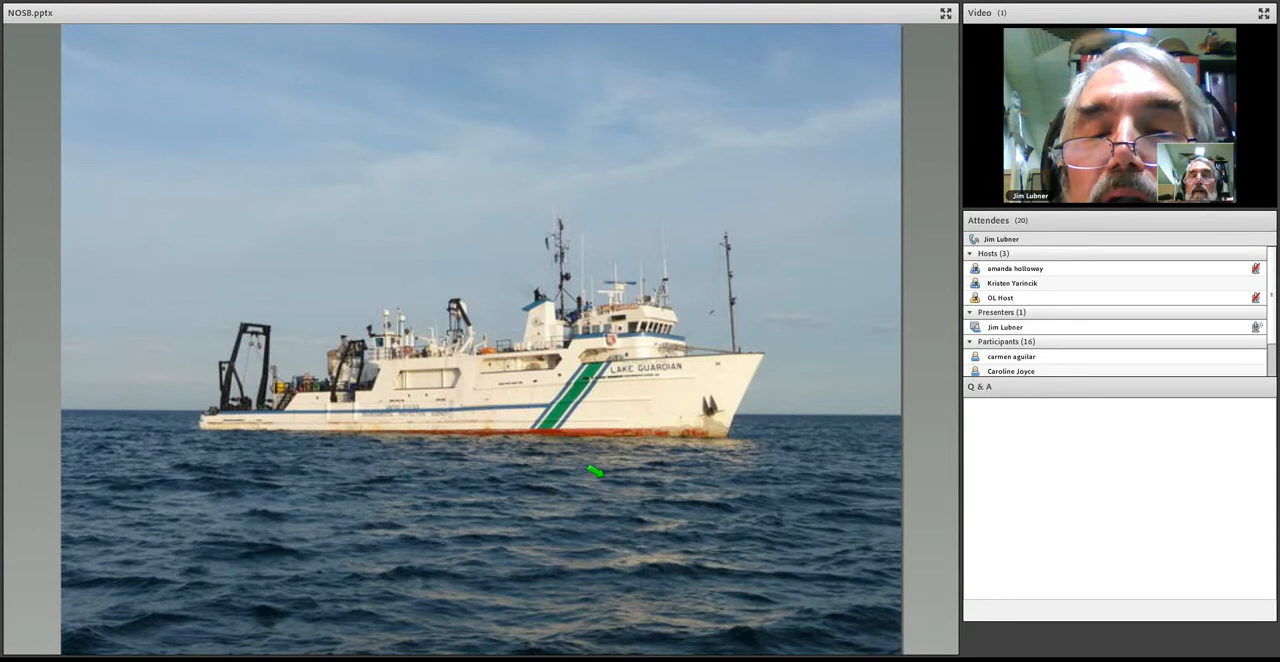 NOSB.pptx
LAKE GUARDIAN
Video (1)
Jim Lubner
Attendees (20)
Jim Lubner
Hosts (3)
amanda holloway
Kristen Yarincik
OL Host
Presenters (1)
Jim Lubner
Participants (16)
carmen aguilar
Caroline Joyce
Q & A